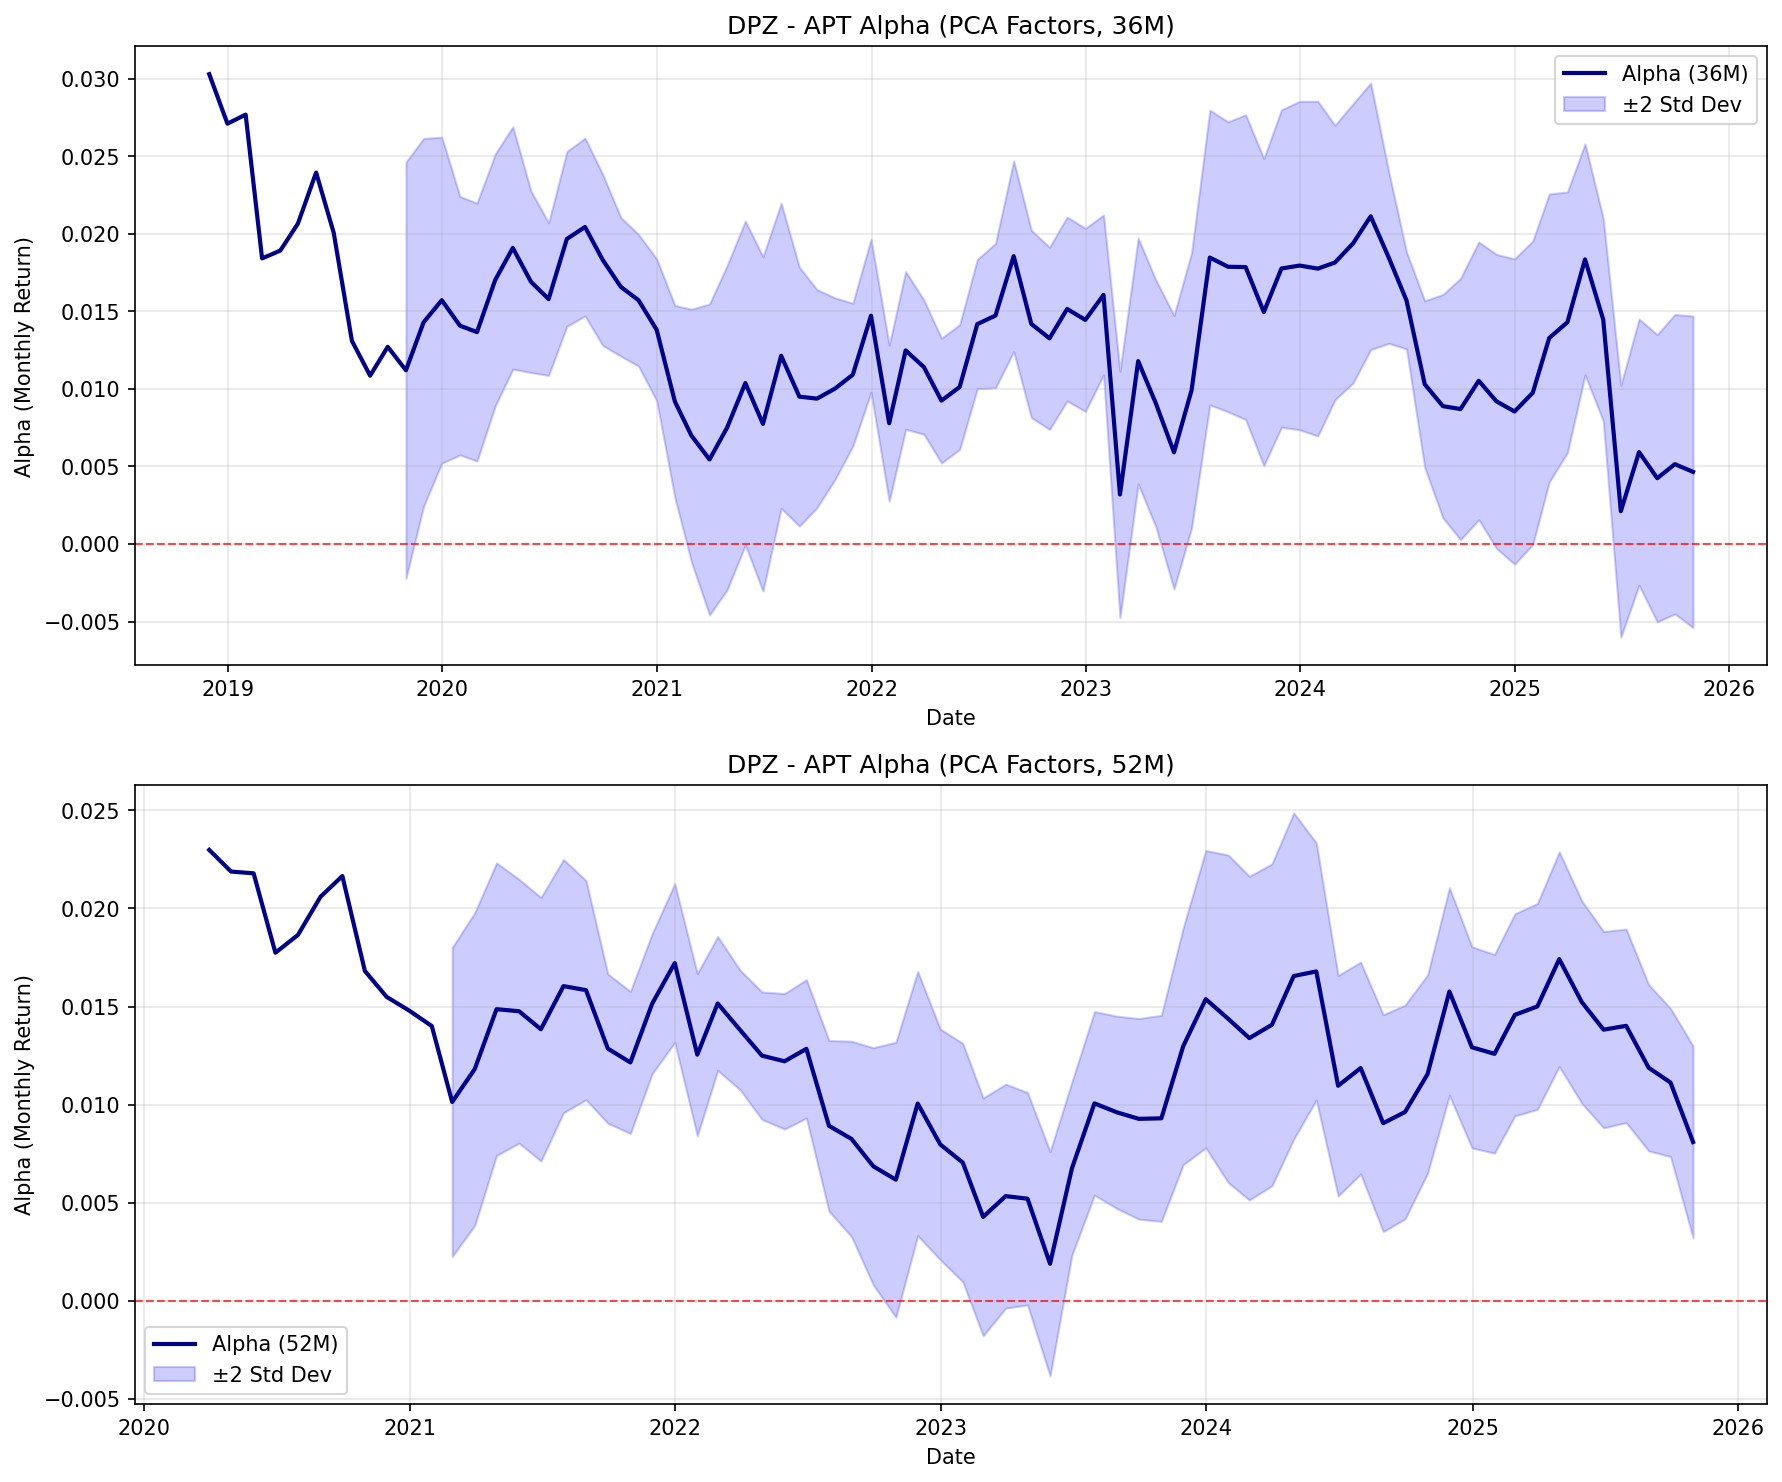 DPZ - APT Alpha (PCA Factors, 36M)
Alpha (Monthly Return)
0.030
0.025
0.020
0.015
0.010
0.005
0.000
−0.005
Alpha (36M)
±2 Std Dev
2019 2020 2021 2022 2023 2024 2025 2026
Date
DPZ - APT Alpha (PCA Factors, 52M)
Alpha (Monthly Return)
0.025
0.020
0.015
0.010
0.005
0.000
−0.005
Alpha (52M)
±2 Std Dev
2020 2021 2022 2023 2024 2025 2026
Date